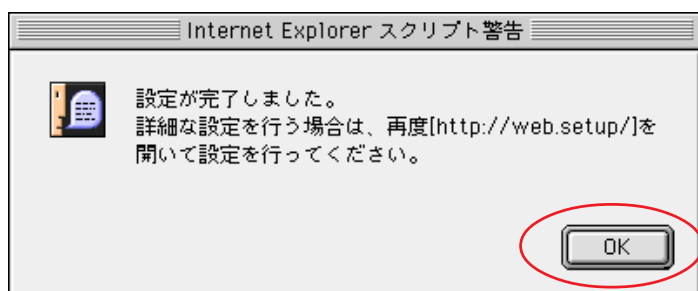 Internet Explorer スクリプト警告
設定が完了しました。
詳細な設定を行う場合は、再度[http://web.setup/]を
開いて設定を行ってください。
OK